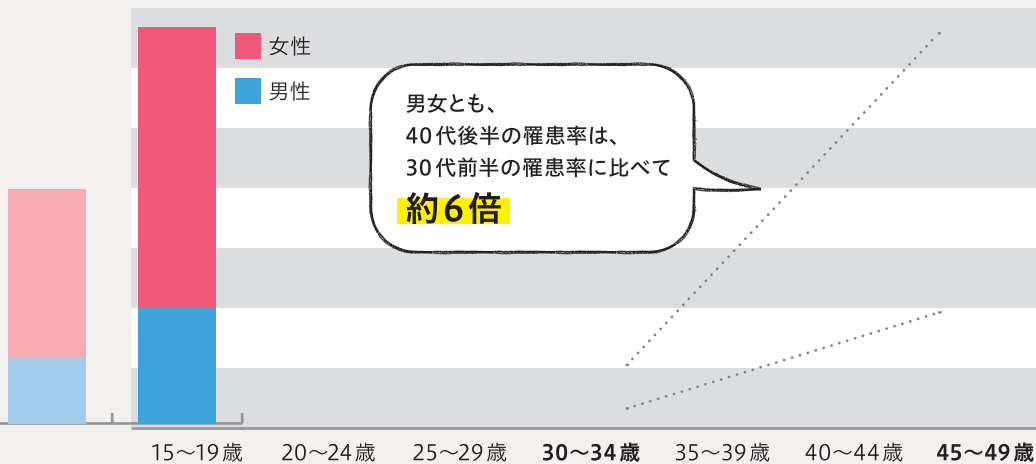 女性
男性
男女とも、
40代後半の罹患率は、
30代前半の罹患率に比べて
約6倍
15〜19歳 20〜24歳 25〜29歳 30〜34歳 35〜39歳 40〜44歳 45〜49歳